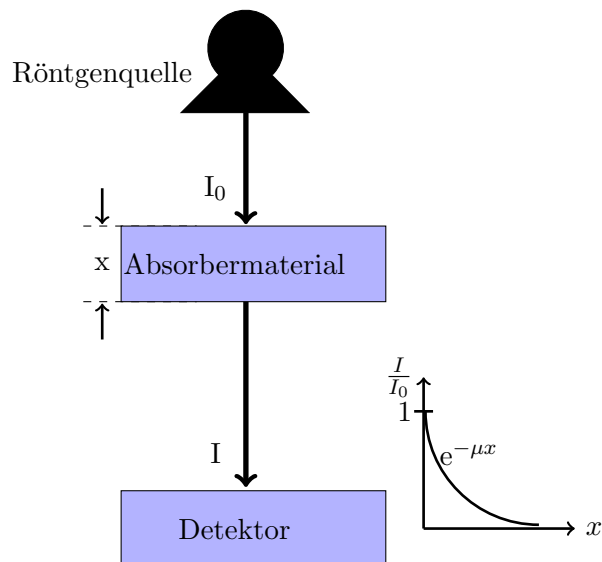 Röntgenquelle
I₀
x
Absorbermaterial
I
Detektor
I/I₀
1
e^{−μx}
x